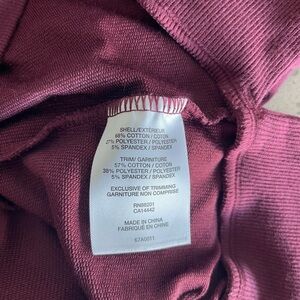 SHELL/EXTÉRIEUR
68% COTTON / COTON
27% POLYESTER / POLYESTER
5% SPANDEX / SPANDEX
TRIM/ GARNITURE
57% COTTON / COTON
38% POLYESTER / POLYESTER
5% SPANDEX / SPANDEX
EXCLUSIVE OF TRIMMING
GARNITURE NON COMPRISE
RN88201
CA14442
MADE IN CHINA
FABRIQUÉ EN CHINE